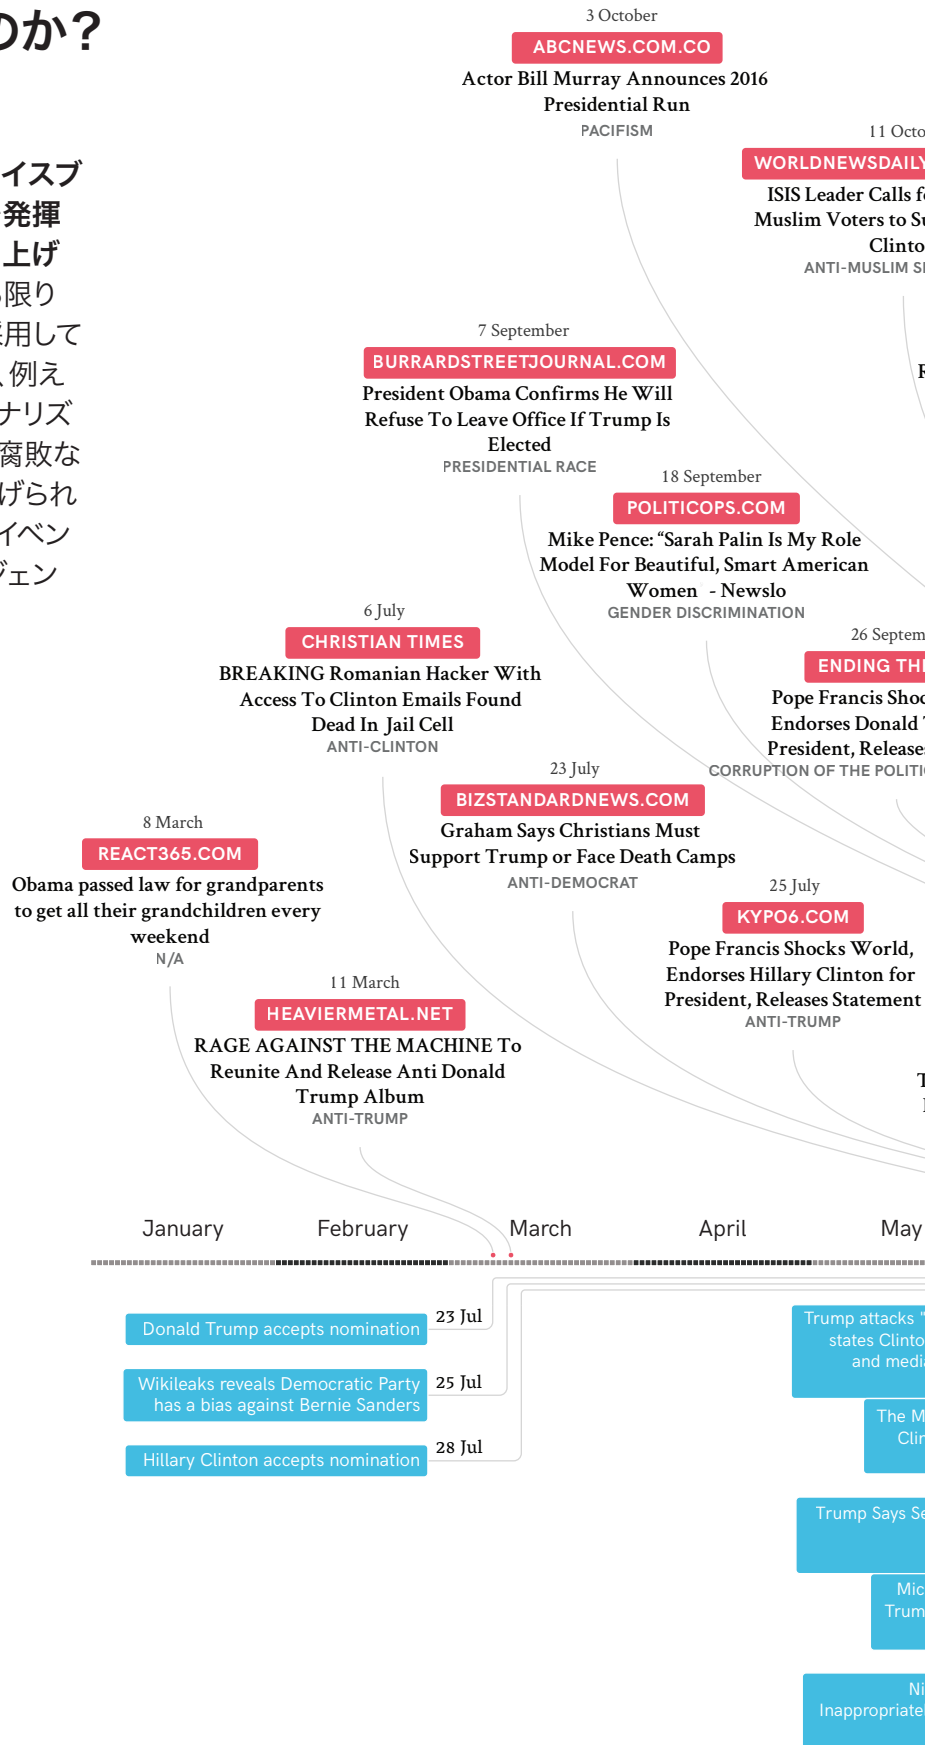 のか?
イスブ
発揮
上げ
限り
用して
、例え
ナリズ
腐敗な
げられ
イベン
ジェン
3 October
ABCNEWS.COM.CO
Actor Bill Murray Announces 2016
Presidential Run
PACIFISM
11 Octo
WORLDNEWSDAILY
ISIS Leader Calls f
Muslim Voters to Su
Clinto
ANTI-MUSLIM S
7 September
BURRARDSTREETJOURNAL.COM
President Obama Confirms He Will
Refuse To Leave Office If Trump Is
Elected
PRESIDENTIAL RACE
18 September
POLITICOPS.COM
Mike Pence: “Sarah Palin Is My Role
Model For Beautiful, Smart American
Women - Newslo
GENDER DISCRIMINATION
6 July
CHRISTIAN TIMES
BREAKING Romanian Hacker With
Access To Clinton Emails Found
Dead In Jail Cell
ANTI-CLINTON
26 Septem
ENDING TH
Pope Francis Shoc
Endorses Donald
President, Release
CORRUPTION OF THE POLITI
23 July
BIZSTANDARDNEWS.COM
Graham Says Christians Must
Support Trump or Face Death Camps
ANTI-DEMOCRAT
8 March
REACT365.COM
Obama passed law for grandparents
to get all their grandchildren every
weekend
N/A
25 July
KYPO6.COM
Pope Francis Shocks World,
Endorses Hillary Clinton for
President, Releases Statement
ANTI-TRUMP
11 March
HEAVIERMETAL.NET
RAGE AGAINST THE MACHINE To
Reunite And Release Anti Donald
Trump Album
ANTI-TRUMP
January February March April May
Donald Trump accepts nomination 23 Jul
Wikileaks reveals Democratic Party 25 Jul
has a bias against Bernie Sanders
Hillary Clinton accepts nomination 28 Jul
Trump attacks "
states Clinto
and medi
The M
Clin
Trump Says Se
Mic
Trum
Ni
Inappropriate